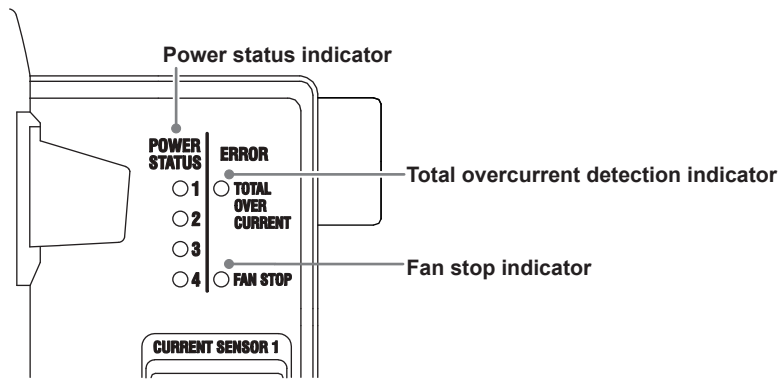 Power status indicator
POWER
STATUS
ERROR
1
TOTAL
OVER
CURRENT
Total overcurrent detection indicator
2
3
4
FAN STOP
Fan stop indicator
CURRENT SENSOR 1